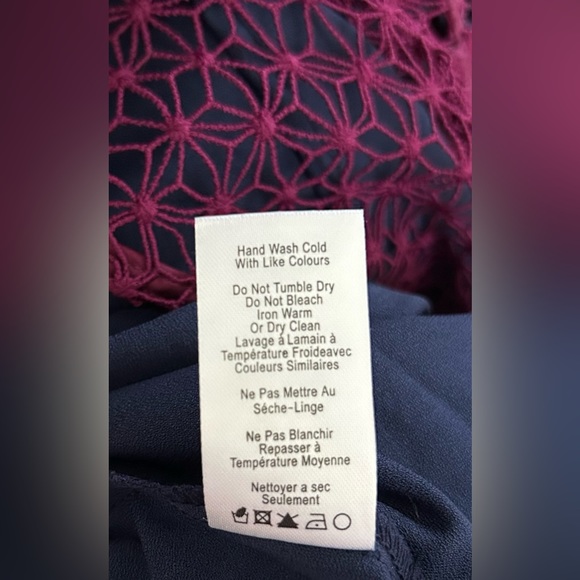 Hand Wash Cold
With Like Colours
Do Not Tumble Dry
Do Not Bleach
Iron Warm
Or Dry Clean
Lavage à Lamain à
Température Froideavec
Couleurs Similaires
Ne Pas Mettre Au
Séche-Linge
Ne Pas Blanchir
Repasser à
Température Moyenne
Nettoyer a sec
Seulement